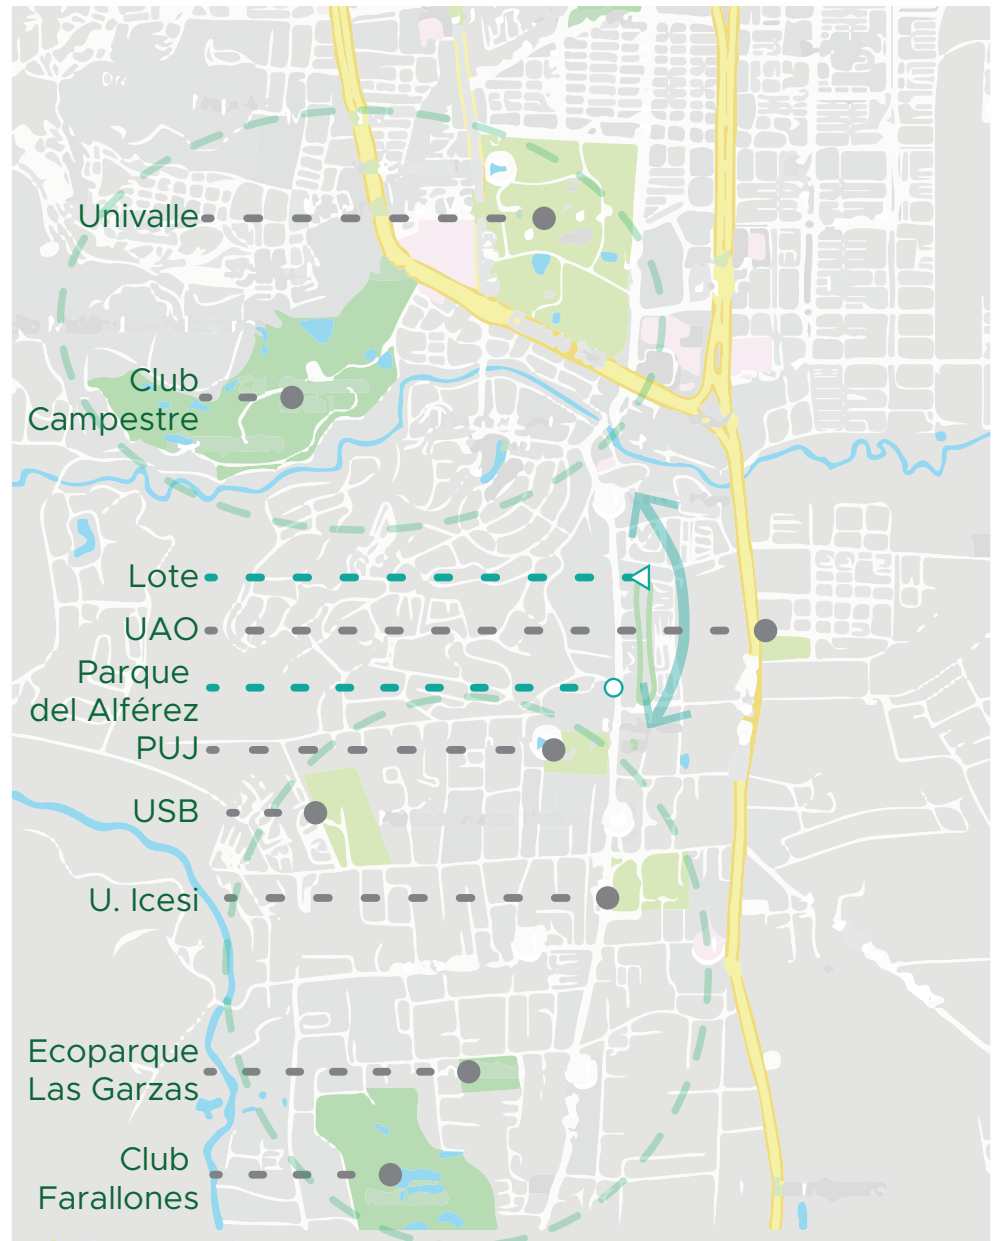 Univalle
Club
Campestre
Lote
UAO
Parque
del Alférez
PUJ
USB
U. Icesi
Ecoparque
Las Garzas
Club
Farallones